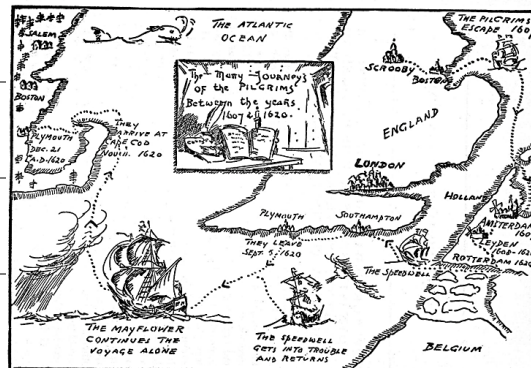 THE ATLANTIC
OCEAN
THE PILGRIMS
ESCAPE
SALEM
BOSTON
The Many JOURNEYS
of the PILGRIMS
Between the years
1607 & 1620.
SCROOBY
BOSTON
ENGLAND
THEY
ARRIVE AT
CAPE COD
NOV. 11. 1620
PLYMOUTH
DEC. 21
A.D. 1620
LONDON
HOLLAND
AMSTERDAM
LEYDEN
ROTTERDAM 1620
PLYMOUTH
SOUTHAMPTON
THEY LEAVE
SEPT. 1620
THE SPEEDWELL
THE MAYFLOWER
CONTINUES THE
VOYAGE ALONE
THE SPEEDWELL
GETS INTO TROUBLE
AND RETURNS
BELGIUM